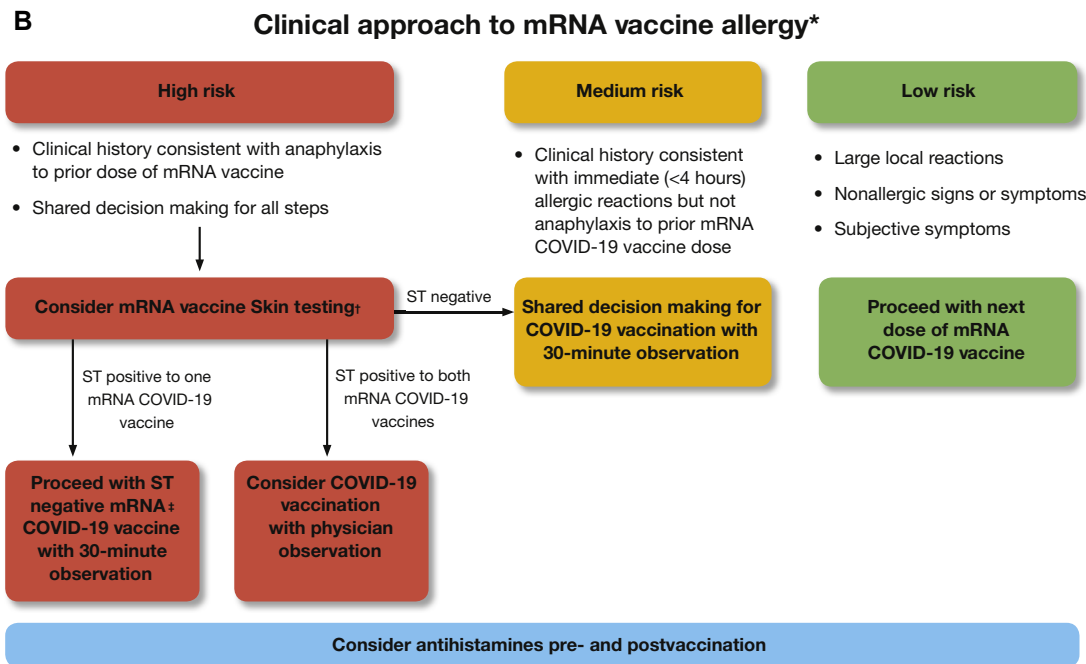 B
Clinical approach to mRNA vaccine allergy*
High risk
• Clinical history consistent with anaphylaxis
to prior dose of mRNA vaccine
• Shared decision making for all steps
Medium risk
• Clinical history consistent
with immediate (<4 hours)
allergic reactions but not
anaphylaxis to prior mRNA
COVID-19 vaccine dose
Low risk
• Large local reactions
• Nonallergic signs or symptoms
• Subjective symptoms
Consider mRNA vaccine Skin testing†
ST negative
Shared decision making for
COVID-19 vaccination with
30-minute observation
Proceed with next
dose of mRNA
COVID-19 vaccine
ST positive to one
mRNA COVID-19
vaccine
ST positive to both
mRNA COVID-19
vaccines
Proceed with ST
negative mRNA‡
COVID-19 vaccine
with 30-minute
observation
Consider COVID-19
vaccination
with physician
observation
Consider antihistamines pre- and postvaccination